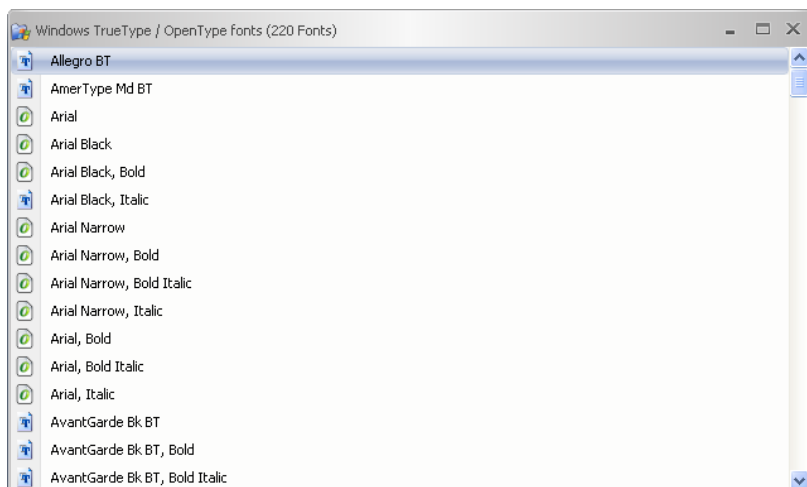 Windows TrueType / OpenType fonts (220 Fonts)
Allegro BT
AmerType Md BT
Arial
Arial Black
Arial Black, Bold
Arial Black, Italic
Arial Narrow
Arial Narrow, Bold
Arial Narrow, Bold Italic
Arial Narrow, Italic
Arial, Bold
Arial, Bold Italic
Arial, Italic
AvantGarde Bk BT
AvantGarde Bk BT, Bold
AvantGarde Bk BT, Bold Italic